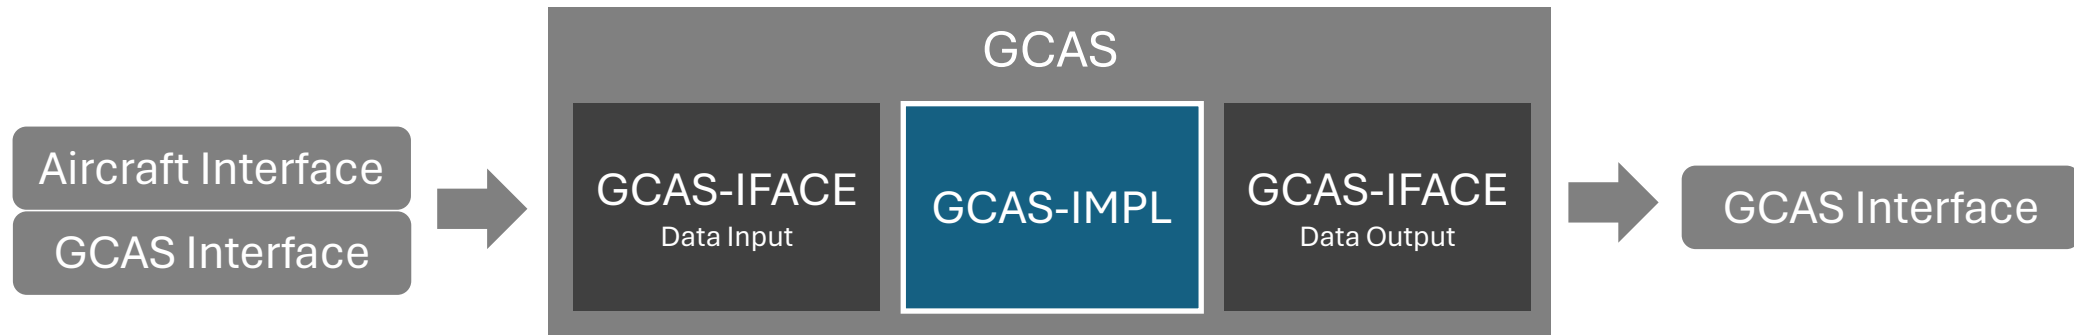 GCAS
Aircraft Interface
GCAS Interface
GCAS-IFACE
Data Input
GCAS-IMPL
GCAS-IFACE
Data Output
GCAS Interface